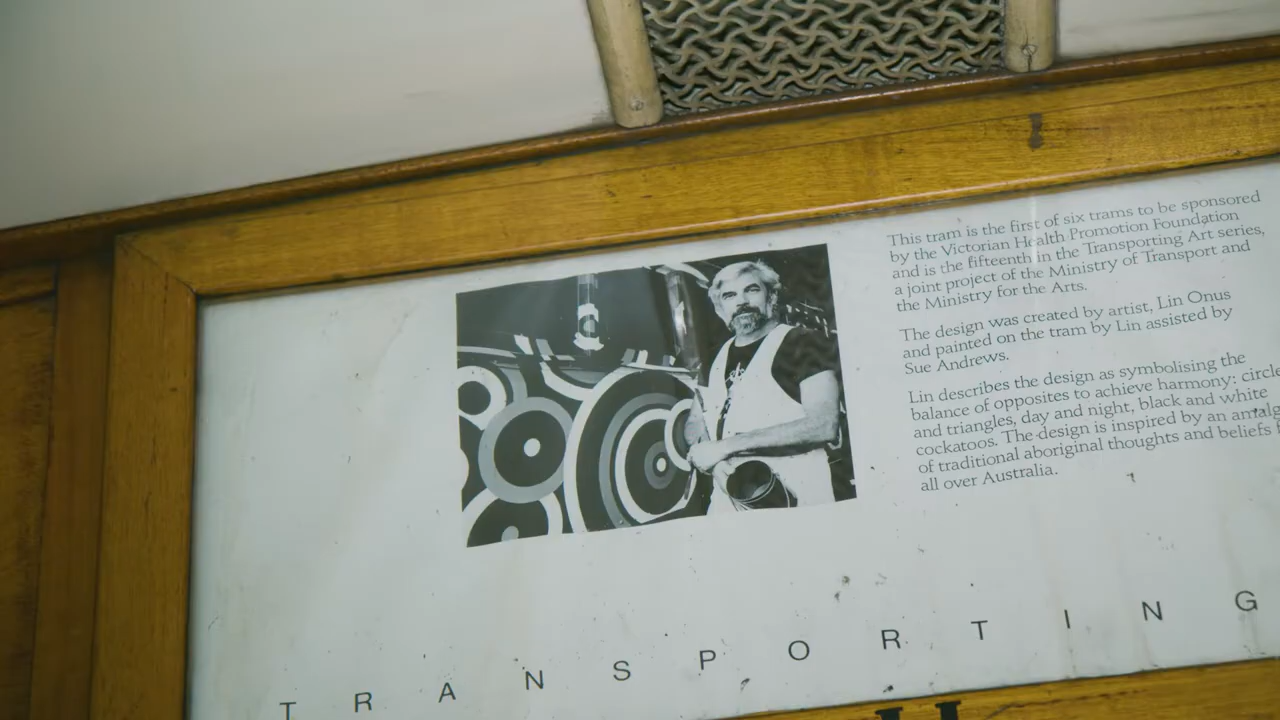 This tram is the first of six trams to be sponsored
by the Victorian Health Promotion Foundation
and is the fifteenth in the Transporting Art series,
a joint project of the Ministry of Transport and
the Ministry for the Arts.
The design was created by artist, Lin Onus
and painted on the tram by Lin assisted by
Sue Andrews.
Lin describes the design as symbolising the
balance of opposites to achieve harmony; circle
and triangles, day and night, black and white
cockatoos. The design is inspired by an
of traditional aboriginal thoughts and beliefs
all over Australia.
TRANSPORTING